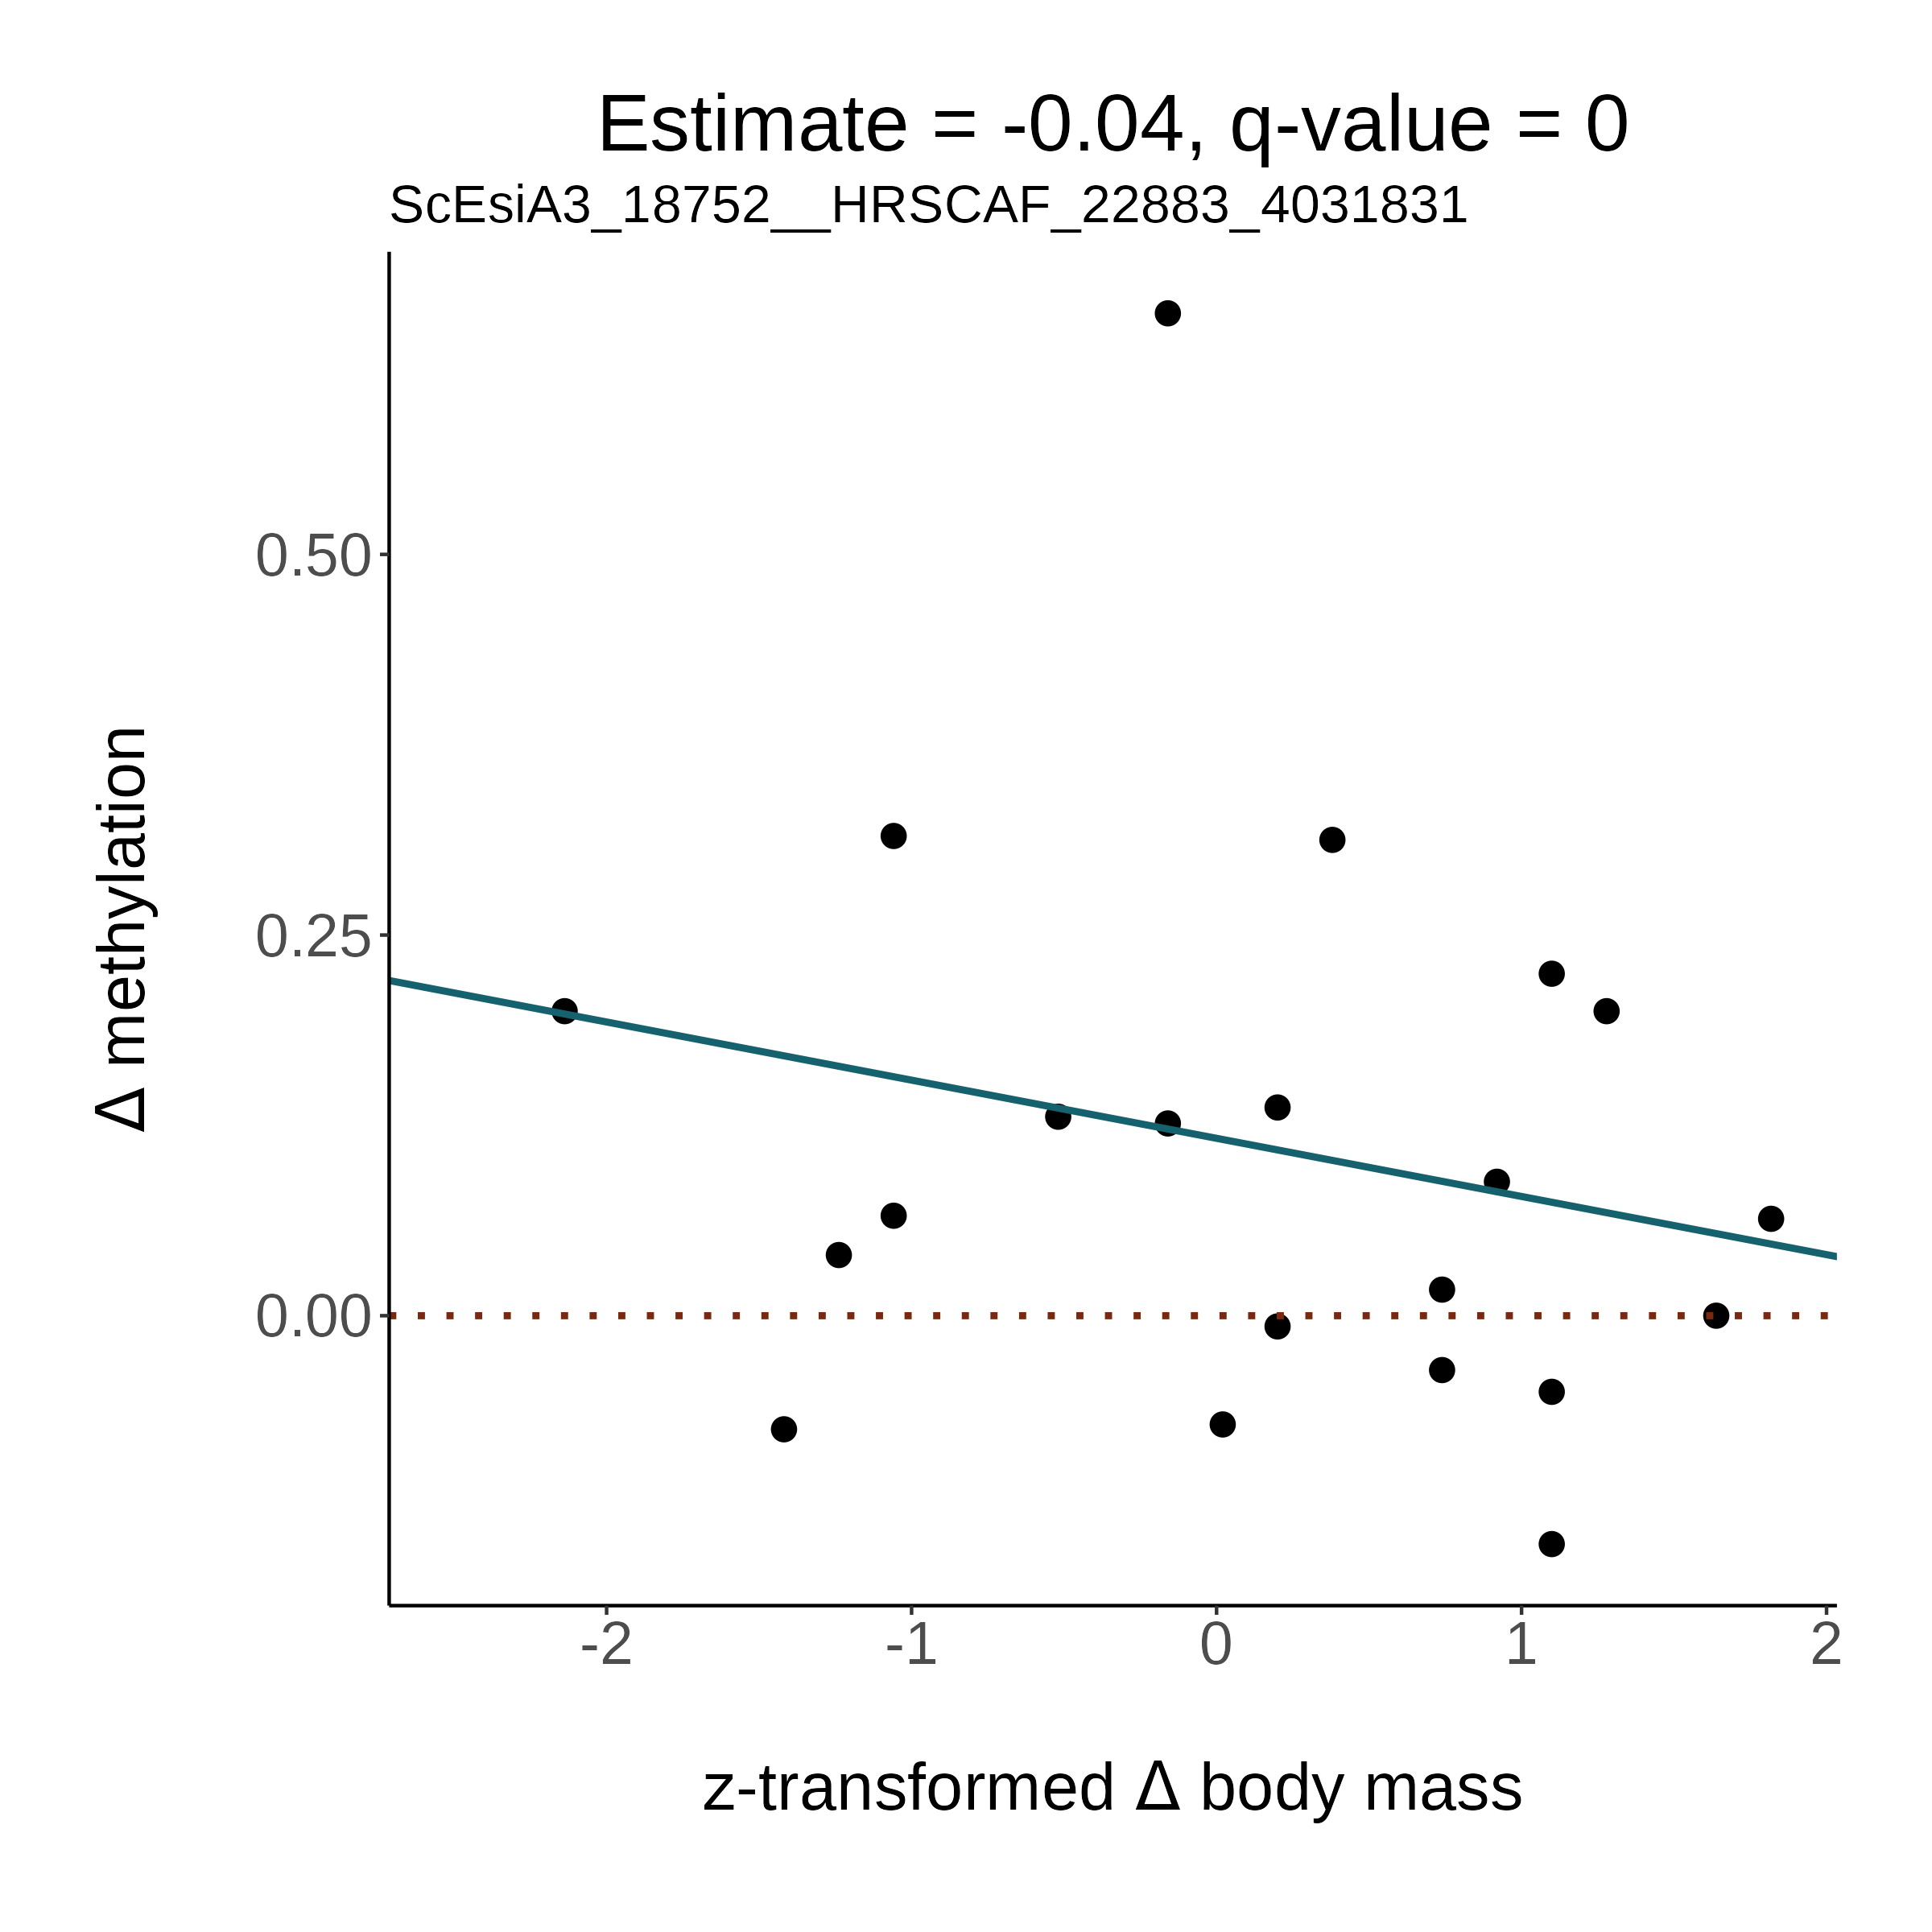 Estimate = -0.04, q-value = 0
ScEsiA3_18752__HRSCAF_22883_4031831
Δ methylation
0.50
0.25
0.00
-2 -1 0 1 2
z-transformed Δ body mass